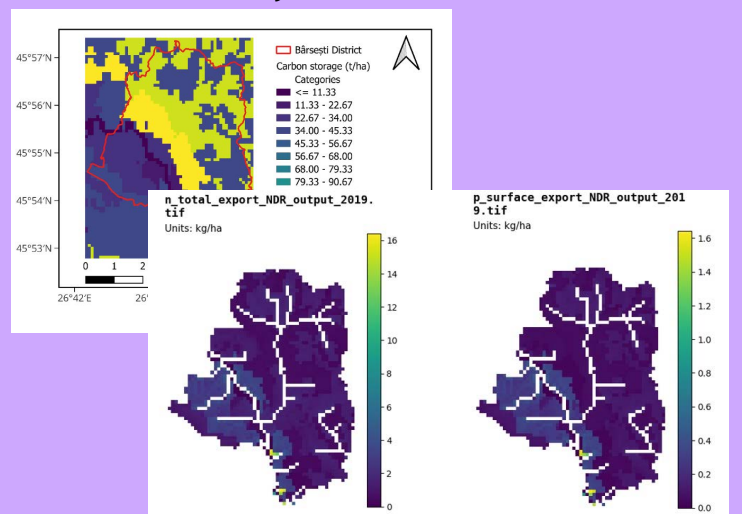 45°57'N
45°56'N
45°55'N
45°54'N
45°53'N
0 1 2
26°42'E 26°
Bârsești District
Carbon storage (t/ha)
Categories
<= 11.33
11.33 - 22.67
22.67 - 34.00
34.00 - 45.33
45.33 - 56.67
56.67 - 68.00
68.00 - 79.33
79.33 - 90.67
n_total_export_NDR_output_2019.
tif
Units: kg/ha
16
14
12
10
8
6
4
2
0
p_surface_export_NDR_output_201
9.tif
Units: kg/ha
1.6
1.4
1.2
1.0
0.8
0.6
0.4
0.2
0.0